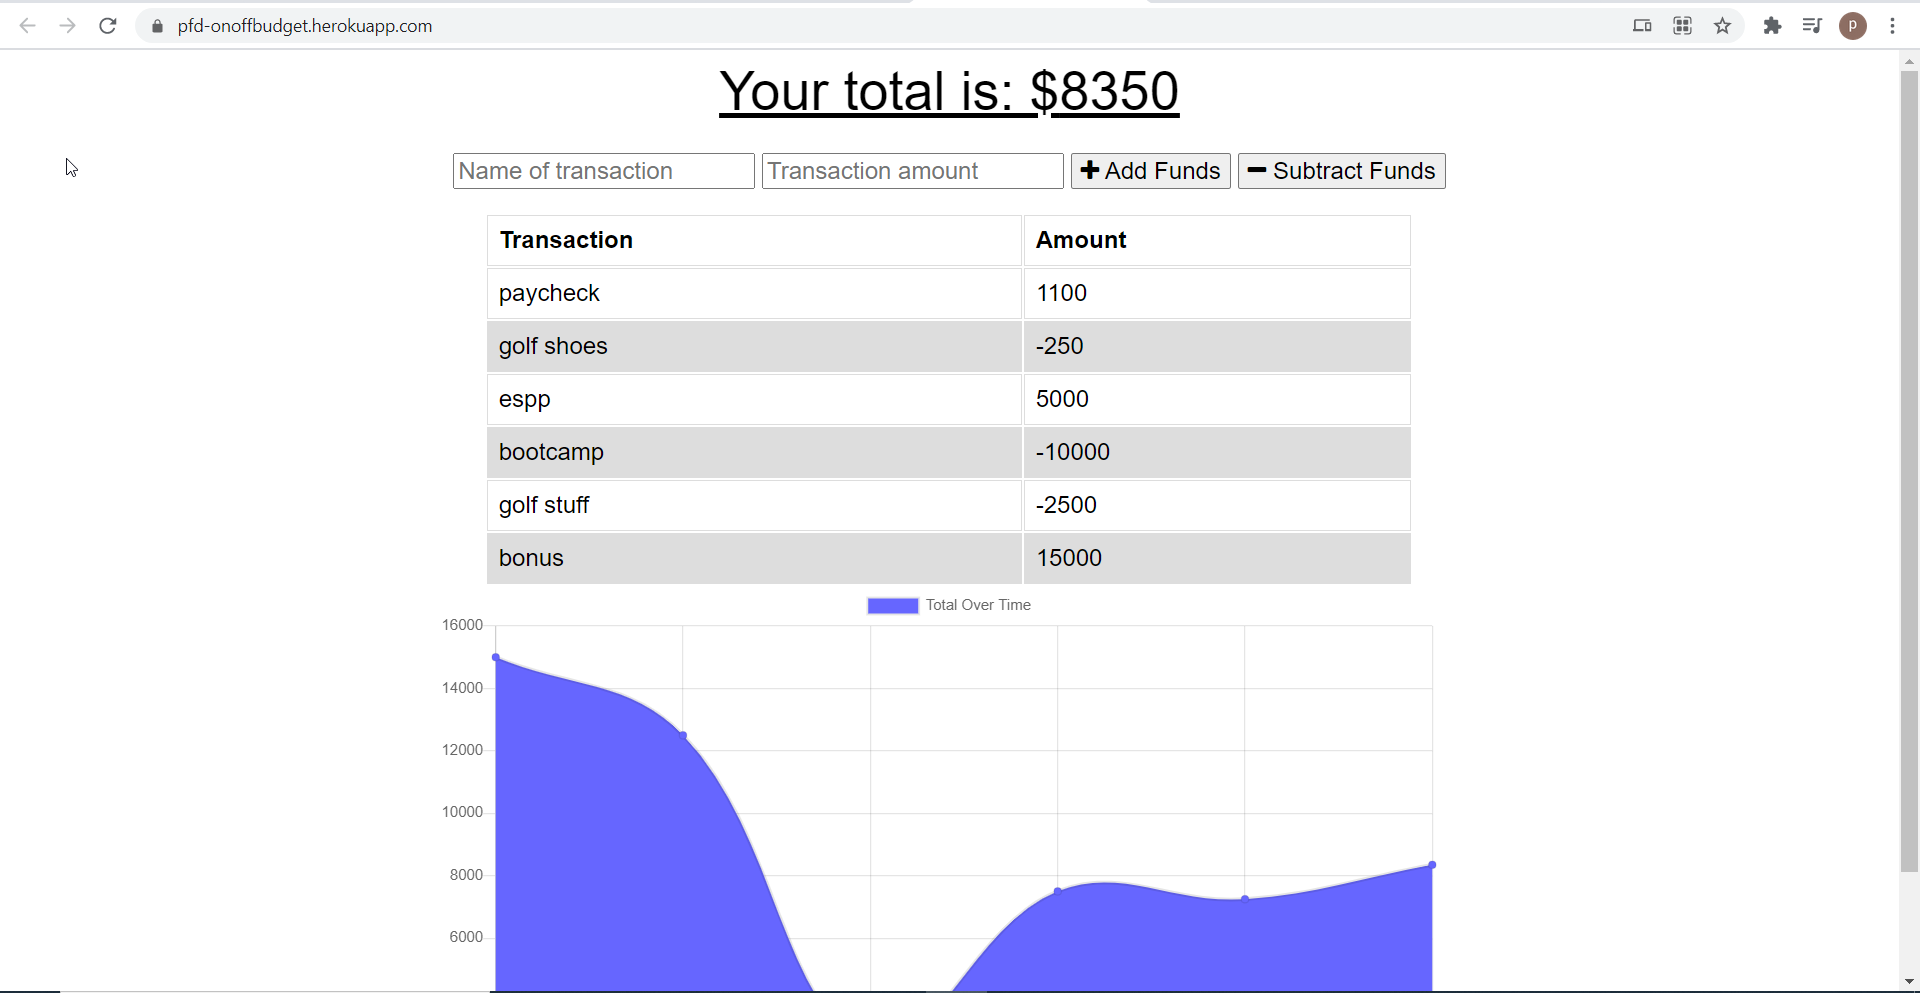 pfd-onoffbudget.herokuapp.com
P
Your total is: $8350
Name of transaction Transaction amount Add Funds Subtract Funds
Transaction Amount
paycheck 1100
golf shoes -250
espp 5000
bootcamp -10000
golf stuff -2500
bonus 15000
Total Over Time
16000
14000
12000
10000
8000
6000